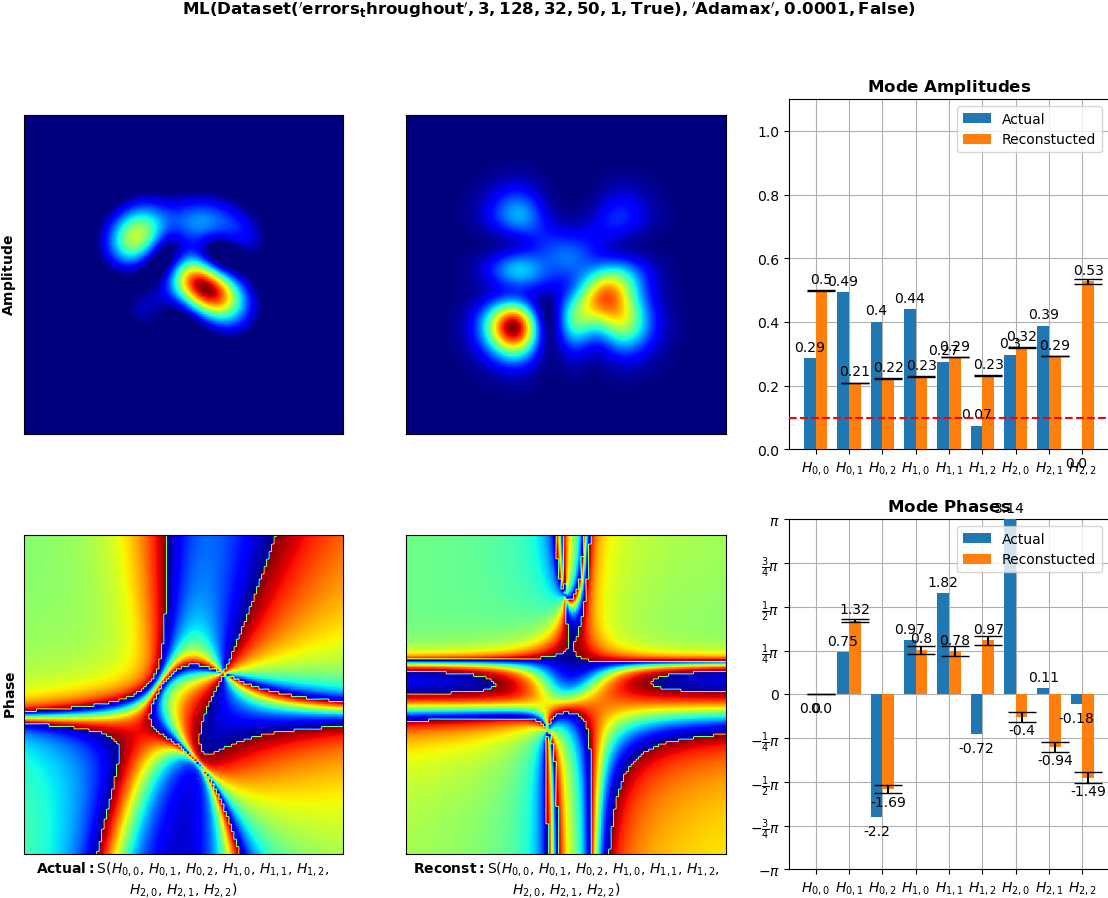 ML(Dataset('errors_throughout', 3, 128, 32, 50, 1, True), 'Adamax', 0.0001, False)
Amplitude
Mode Amplitudes
Actual
Reconstucted
1.0
0.8
0.6
0.4
0.2
0.0
0.29
0.5
0.49
0.21
0.4
0.22
0.44
0.23
0.27
0.29
0.07
0.23
0.3
0.32
0.39
0.29
0.0
0.53
H0,0 H0,1 H0,2 H1,0 H1,1 H1,2 H2,0 H2,1 H2,2
Phase
Mode Phases
Actual
Reconstucted
π
3/4π
1/2π
1/4π
0
−1/4π
−1/2π
−3/4π
−π
0.0
0.0
0.75
1.32
-2.2
-1.69
0.97
0.8
1.82
0.78
-0.72
0.97
3.14
-0.4
0.11
-0.94
-0.18
-1.49
H0,0 H0,1 H0,2 H1,0 H1,1 H1,2 H2,0 H2,1 H2,2
Actual: S(H0,0, H0,1, H0,2, H1,0, H1,1, H1,2,
H2,0, H2,1, H2,2)
Reconst: S(H0,0, H0,1, H0,2, H1,0, H1,1, H1,2,
H2,0, H2,1, H2,2)